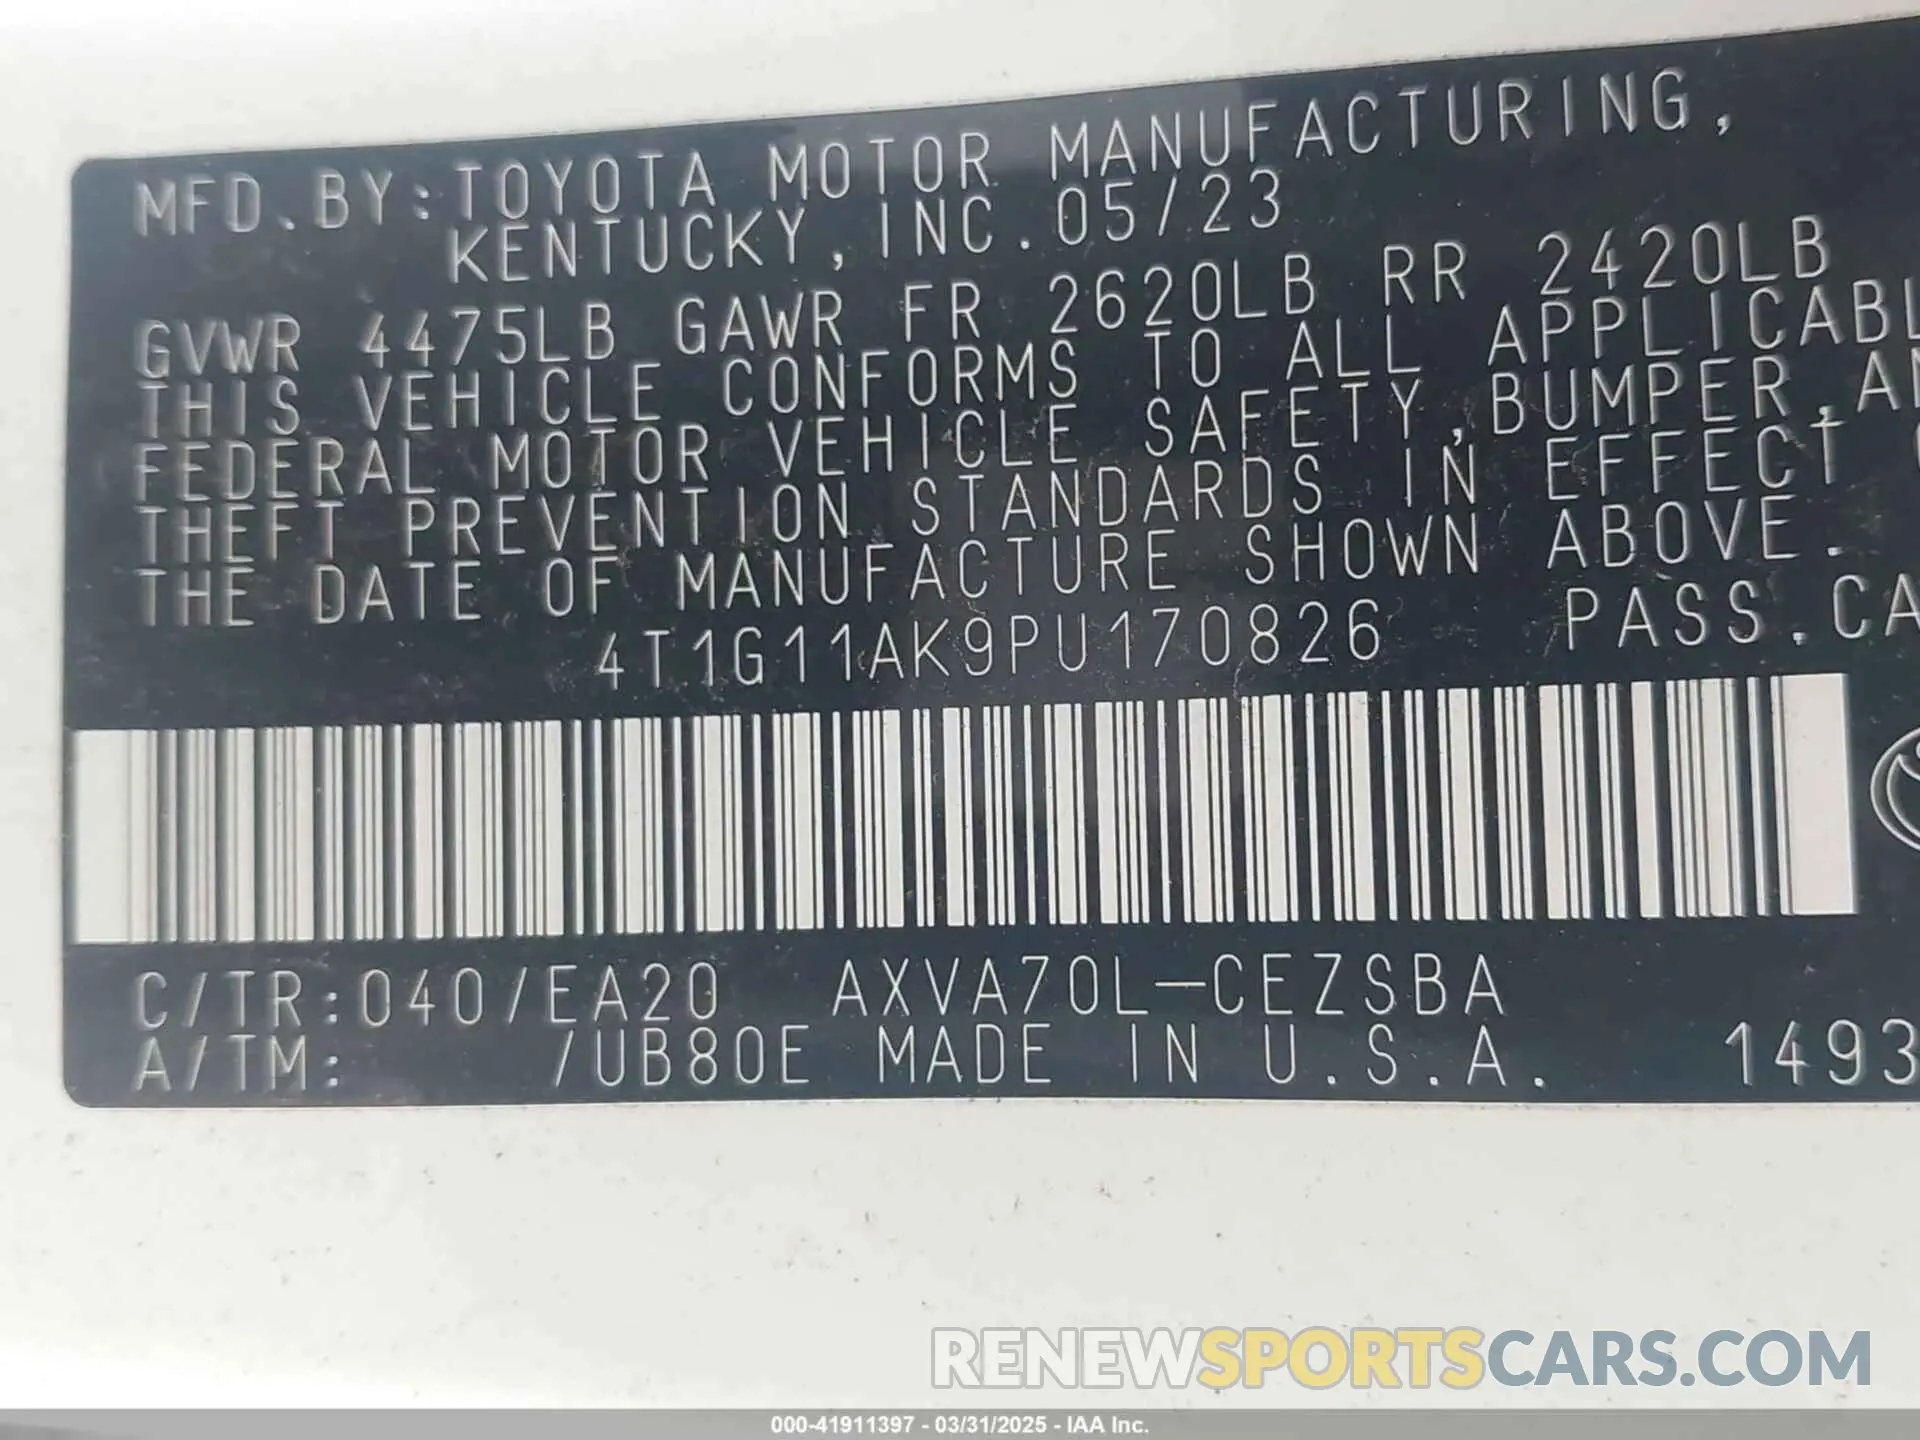 MFD.BY:TOYOTA MOTOR MANUFACTURING,
KENTUCKY, INC. 05/23
GVWR 4475LB GAWR FR 2620LB RR 2420LB
THIS VEHICLE CONFORMS TO ALL APPLICABL
FEDERAL MOTOR VEHICLE SAFETY,BUMPER,AN
THEFT PREVENTION STANDARDS IN EFFECT
THE DATE OF MANUFACTURE SHOWN ABOVE.
4T1G11AK9PU170826 PASS.CA
C/TR:040/EA20 AXVA70L-CEZSBA
A/TM: /UB80E MADE IN U.S.A. 1493
RENEWSPORTSCARS.COM
000-41911397 - 03/31/2025 - IAA Inc.